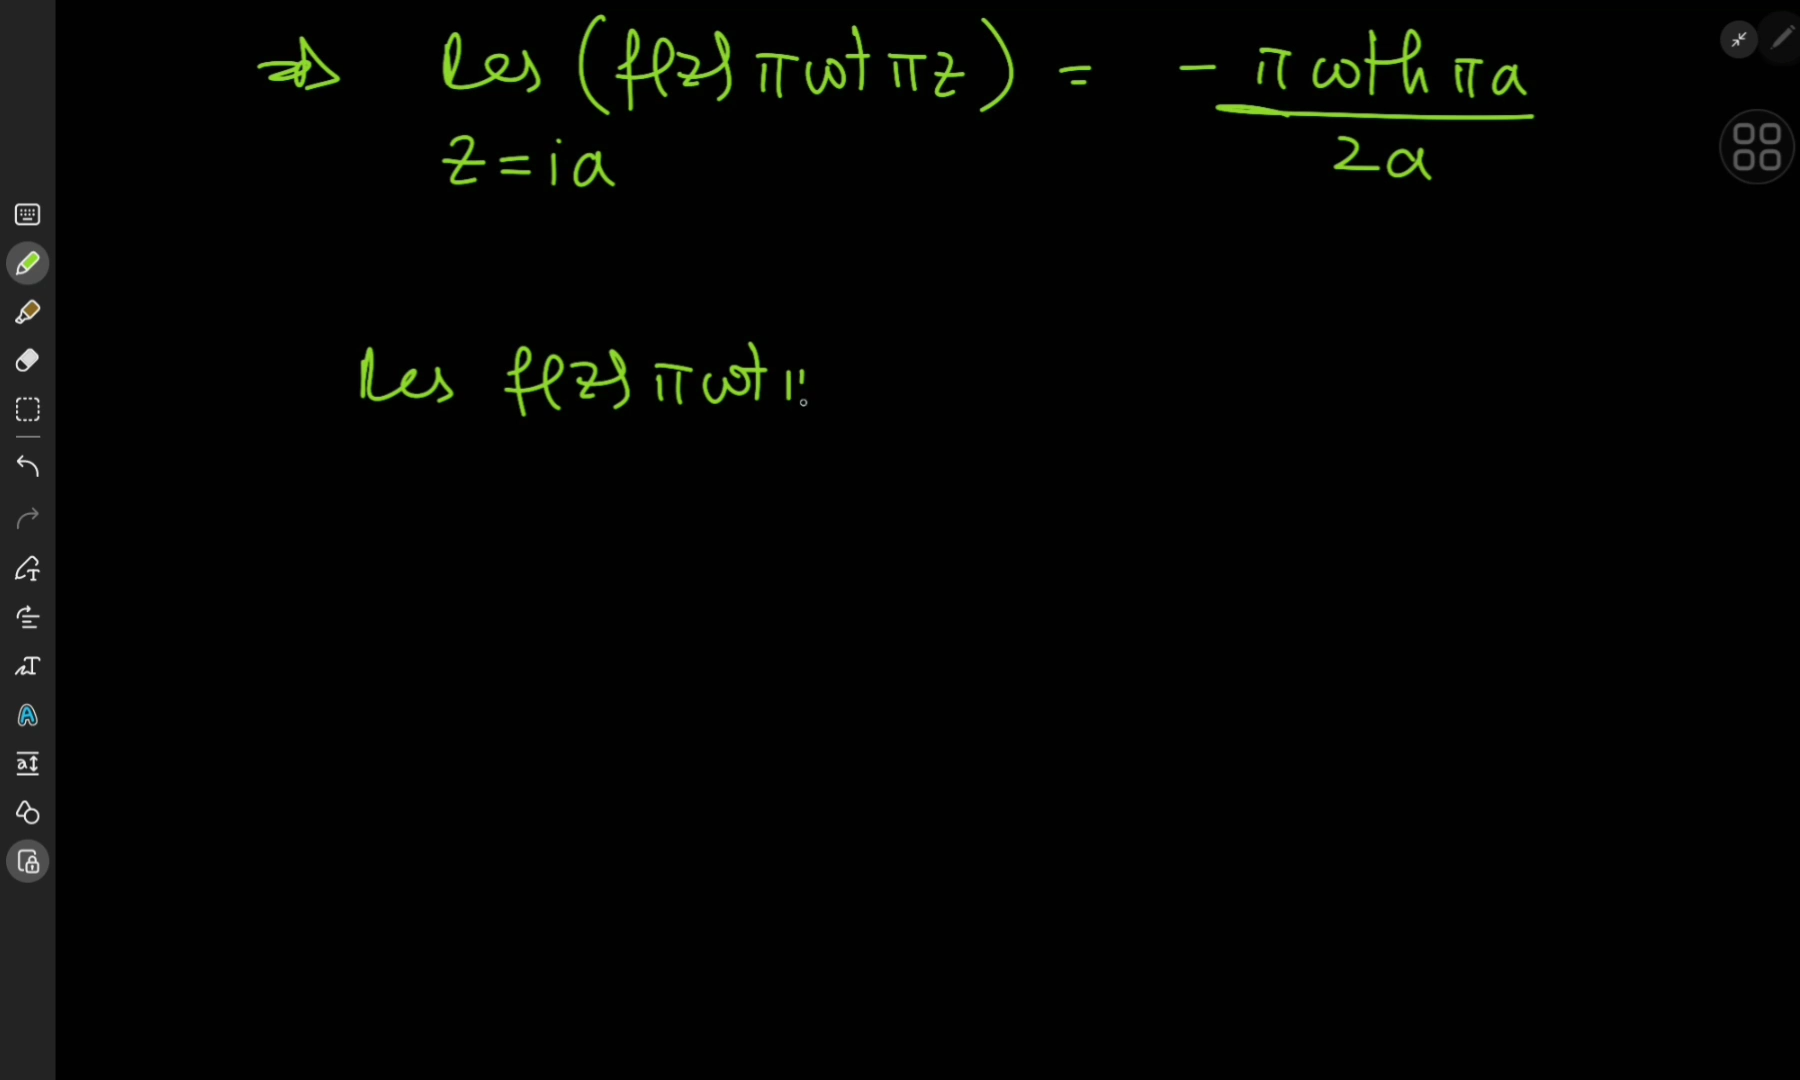 ⇒ Res (f(z) π cot πz) = - π coth πa / 2a
z = ia
Res f(z) π cot π